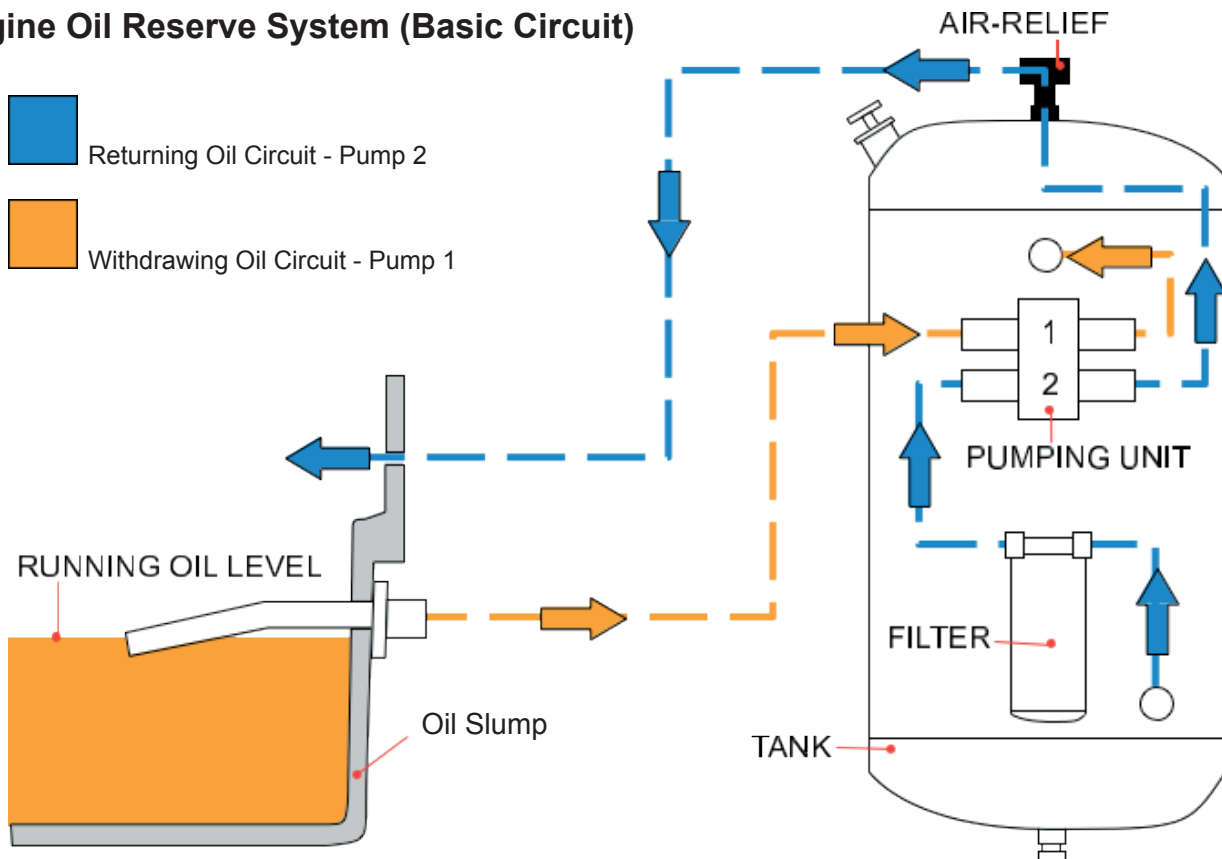 gine Oil Reserve System (Basic Circuit)
AIR-RELIEF
Returning Oil Circuit - Pump 2
Withdrawing Oil Circuit - Pump 1
1
2
PUMPING UNIT
RUNNING OIL LEVEL
FILTER
Oil Slump
TANK